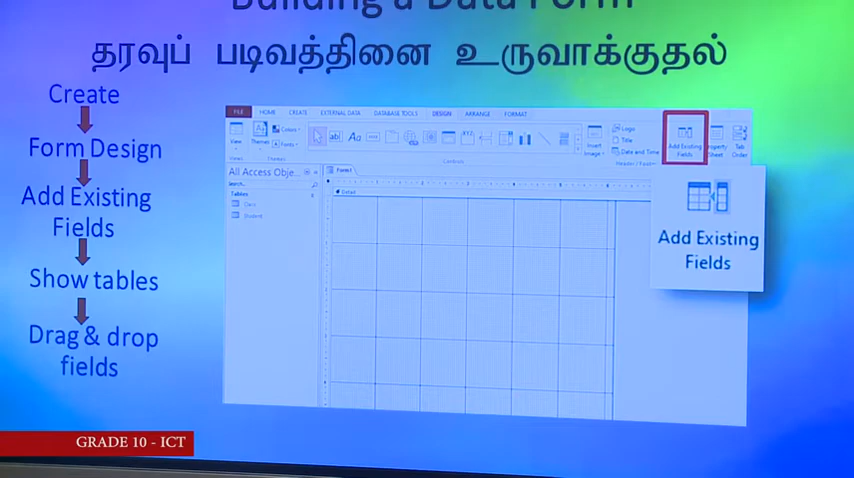 Building a Data Form
தரவுப் படிவத்தினை உருவாக்குதல்
Create
Form Design
Add Existing
Fields
Show tables
Drag & drop
fields
FILE HOME CREATE EXTERNAL DATA DATABASE TOOLS DESIGN ARRANGE FORMAT
View
Themes
Colors
Fonts
Aa
Insert
Image
Logo
Title
Date and Time
Add Existing
Fields
Property
Sheet
Tab
Order
Views Themes Controls Header / Footer
All Access Obje...
Search...
Tables
Class
Student
Form1
Detail
Add Existing
Fields
GRADE 10 - ICT